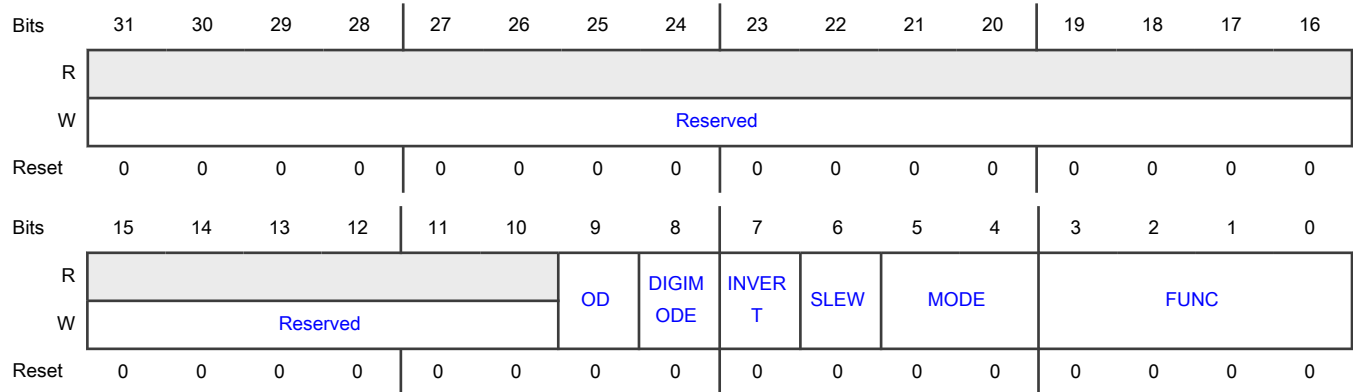 Bits 31 30 29 28 27 26 25 24 23 22 21 20 19 18 17 16
R
W Reserved
Reset 0 0 0 0 0 0 0 0 0 0 0 0 0 0 0 0
Bits 15 14 13 12 11 10 9 8 7 6 5 4 3 2 1 0
R OD DIGIM INVER SLEW MODE FUNC
ODE T
W Reserved
Reset 0 0 0 0 0 0 0 0 0 0 0 0 0 0 0 0